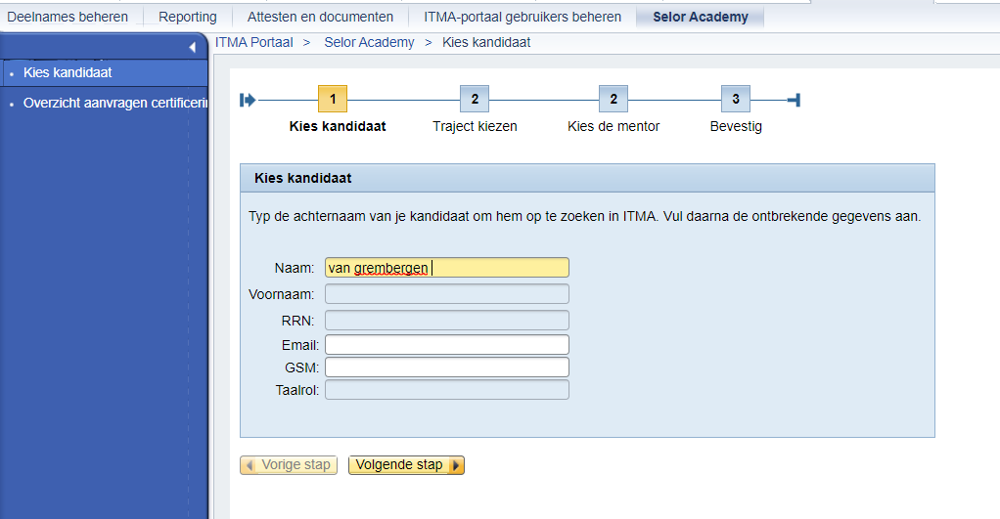 Deelnames beheren Reporting Attesten en documenten ITMA-portaal gebruikers beheren Selor Academy
ITMA Portaal > Selor Academy > Kies kandidaat
Kies kandidaat
Overzicht aanvragen certificerin
1 2 2 3
Kies kandidaat Traject kiezen Kies de mentor Bevestig
Kies kandidaat
Typ de achternaam van je kandidaat om hem op te zoeken in ITMA. Vul daarna de ontbrekende gegevens aan.
Naam: van grembergen
Voornaam:
RRN:
Email:
GSM:
Taalrol:
Vorige stap Volgende stap